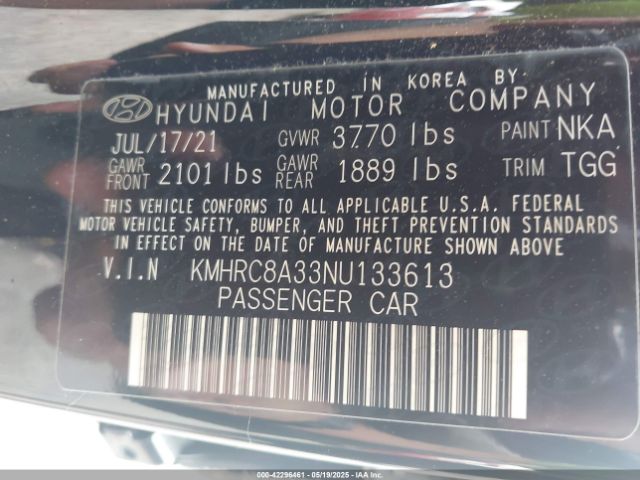 MANUFACTURED IN KOREA BY:
HYUNDAI MOTOR COMPANY
JUL/17/21 GVWR 3770 lbs PAINT NKA
GAWR FRONT 2101 lbs GAWR REAR 1889 lbs TRIM TGG
THIS VEHICLE CONFORMS TO ALL APPLICABLE U.S.A. FEDERAL
MOTOR VEHICLE SAFETY, BUMPER, AND THEFT PREVENTION STANDARDS
IN EFFECT ON THE DATE OF MANUFACTURE SHOWN ABOVE
V.I.N KMHRC8A33NU133613
PASSENGER CAR
000-42296461 - 05/19/2025 - IAA Inc.